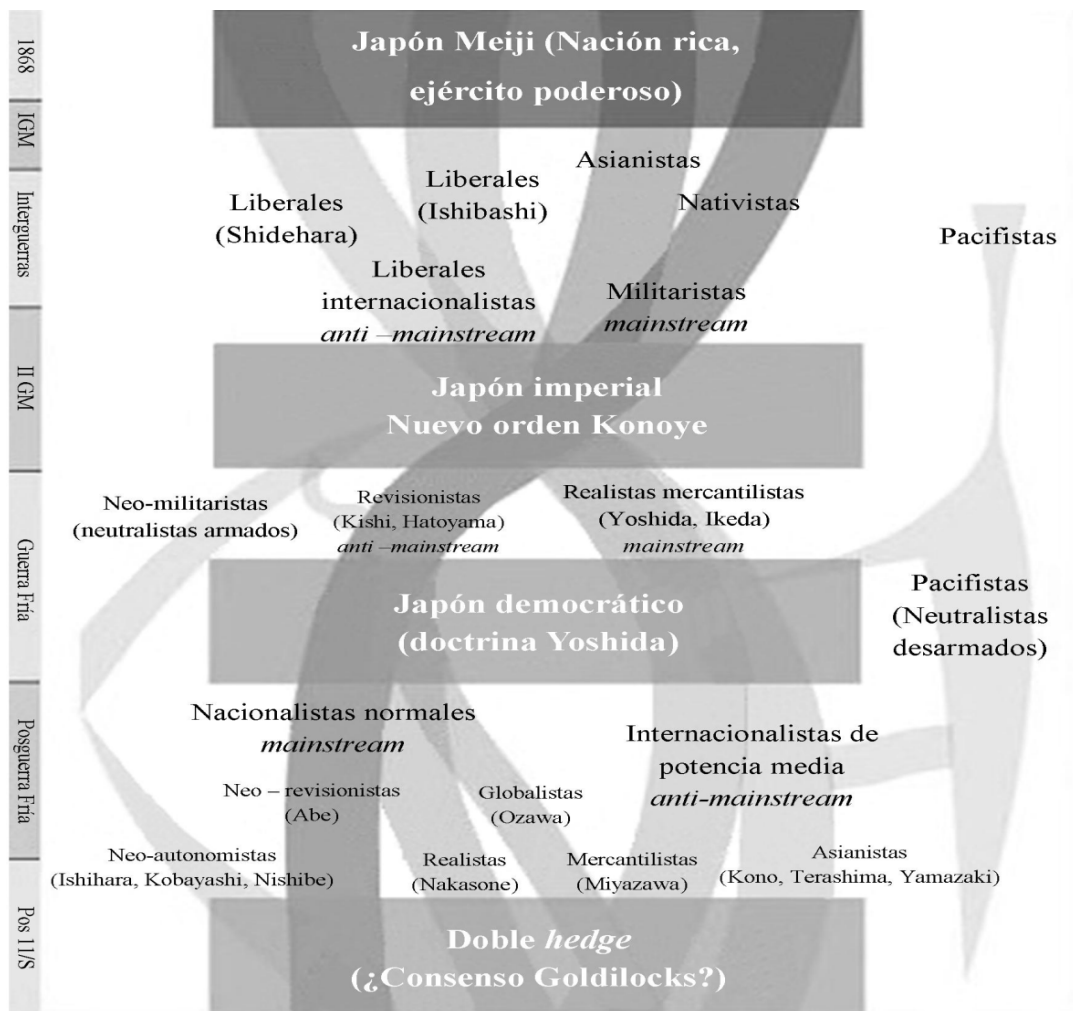 1868
IGM
Interguerras
II GM
Guerra Fría
Posguerra Fría
Pos 11/S
Japón Meiji (Nación rica,
ejército poderoso)
Asianistas
Liberales
(Ishibashi)
Liberales
(Shidehara)
Nativistas
Pacifistas
Liberales
internacionalistas
anti –mainstream
Militaristas
mainstream
Japón imperial
Nuevo orden Konoye
Neo-militaristas
(neutralistas armados)
Revisionistas
(Kishi, Hatoyama)
anti –mainstream
Realistas mercantilistas
(Yoshida, Ikeda)
mainstream
Japón democrático
(doctrina Yoshida)
Pacifistas
(Neutralistas
desarmados)
Nacionalistas normales
mainstream
Internacionalistas de
potencia media
anti-mainstream
Neo – revisionistas
(Abe)
Globalistas
(Ozawa)
Neo-autonomistas
(Ishihara, Kobayashi, Nishibe)
Realistas
(Nakasone)
Mercantilistas
(Miyazawa)
Asianistas
(Kono, Terashima, Yamazaki)
Doble hedge
(¿Consenso Goldilocks?)